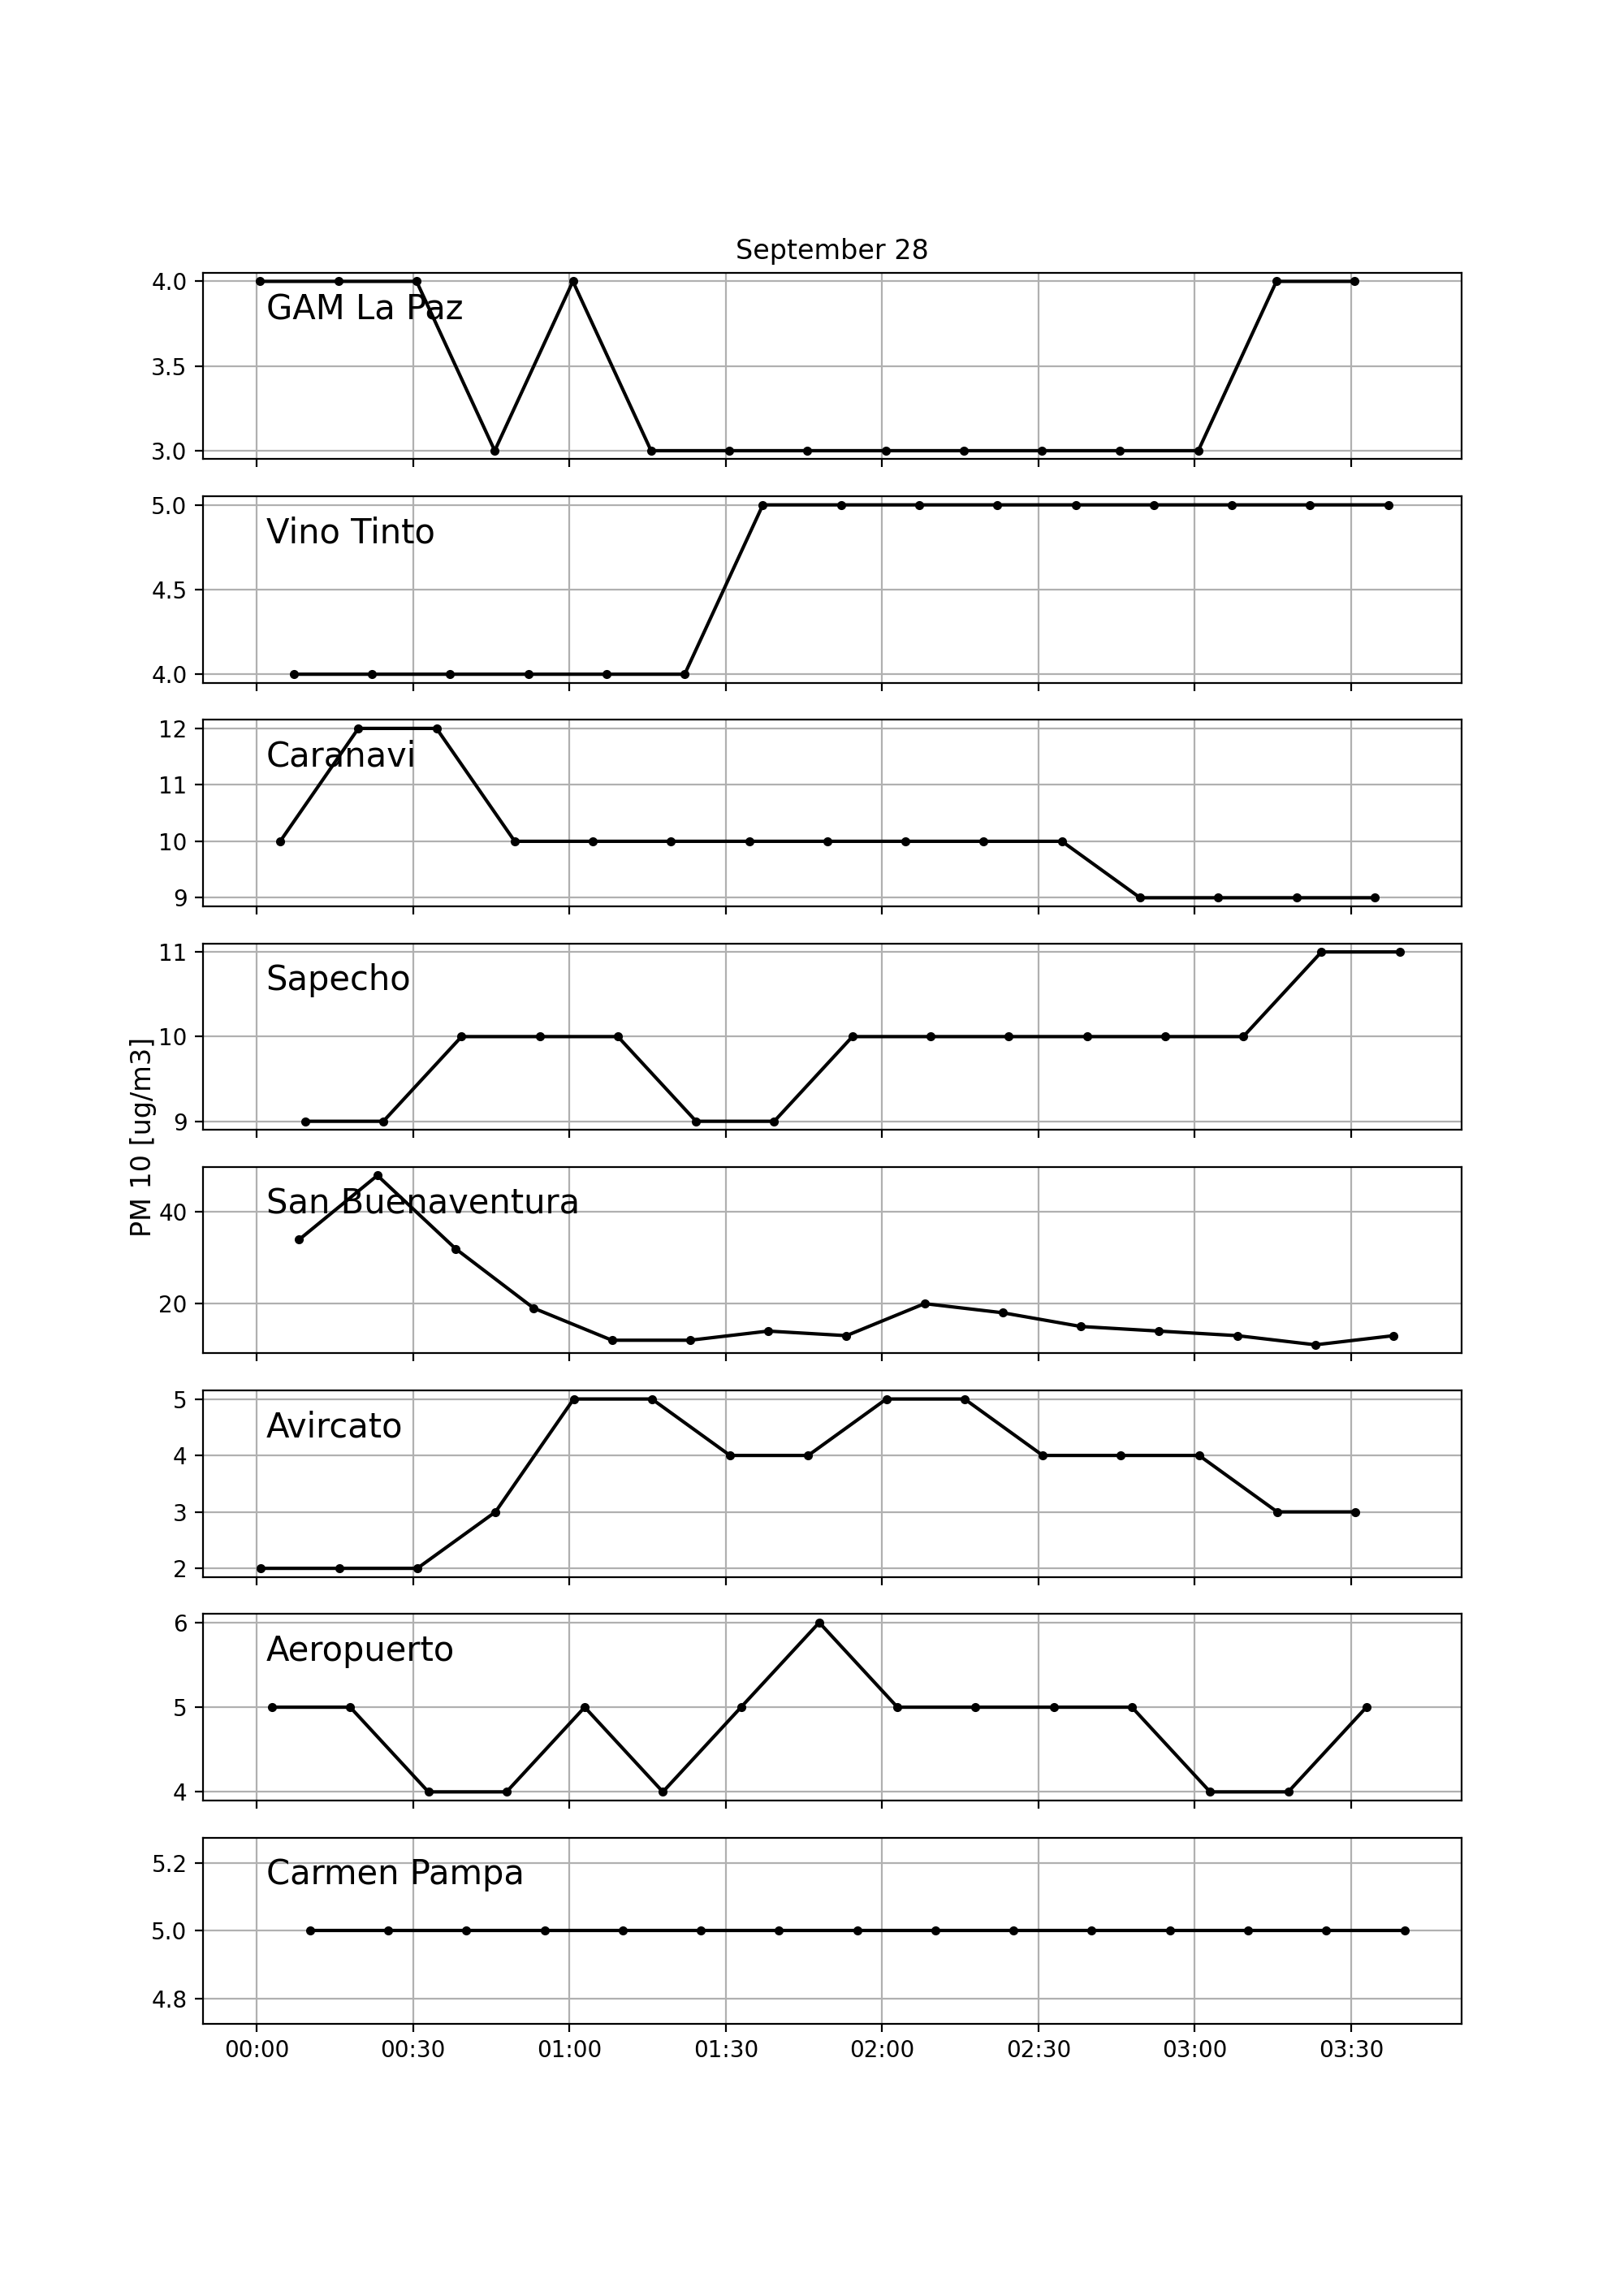 September 28
4.0
GAM La Paz
3.5
3.0
5.0
Vino Tinto
4.5
4.0
12
Caranavi
11
10
9
11
Sapecho
10
9
PM 10 [ug/m3]
San Buenaventura
40
20
5
Avircato
4
3
2
6
Aeropuerto
5
4
5.2
Carmen Pampa
5.0
4.8
00:00 00:30 01:00 01:30 02:00 02:30 03:00 03:30